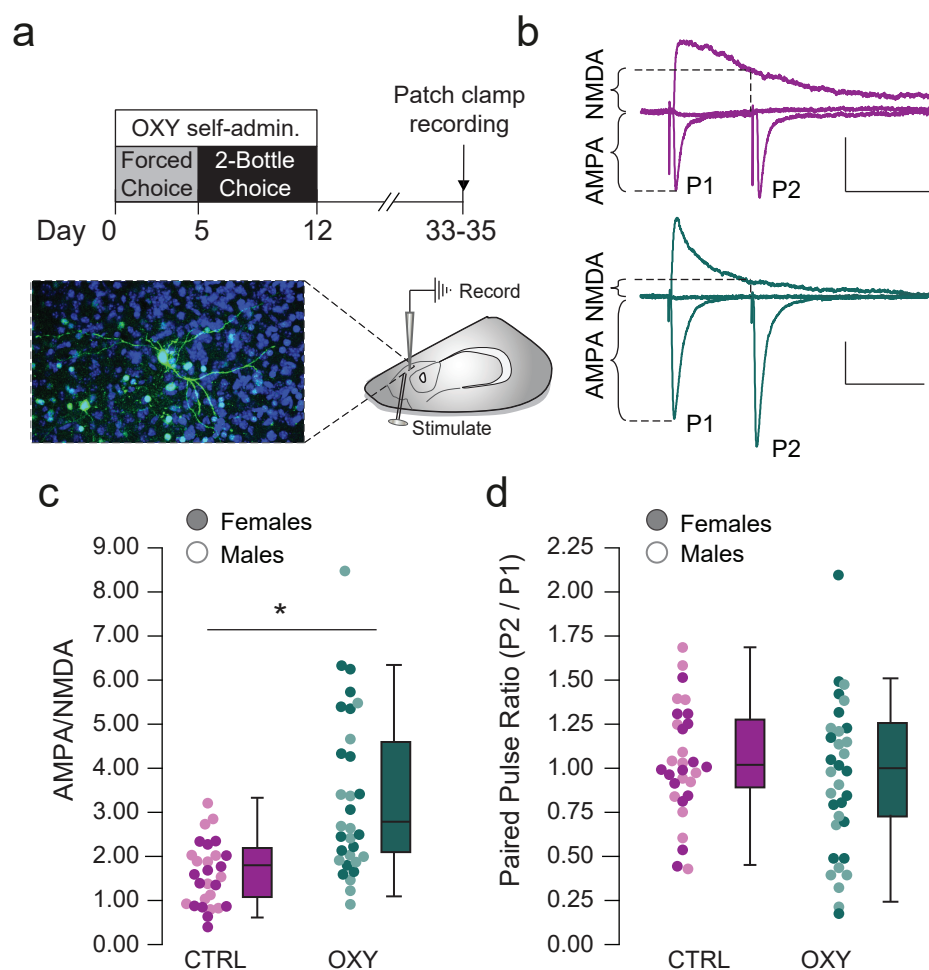 a
OXY self-admin.
Forced
Choice
2-Bottle
Choice
Patch clamp
recording
Day 0 5 12 33-35
Record
Stimulate
b
NMDA
AMPA
P1
P2
NMDA
AMPA
P1
P2
c
Females
Males
AMPA/NMDA
9.00
8.00
7.00
6.00
5.00
4.00
3.00
2.00
1.00
0.00
*
CTRL
OXY
d
Females
Males
Paired Pulse Ratio (P2 / P1)
2.25
2.00
1.75
1.50
1.25
1.00
0.75
0.50
0.25
0.00
CTRL
OXY